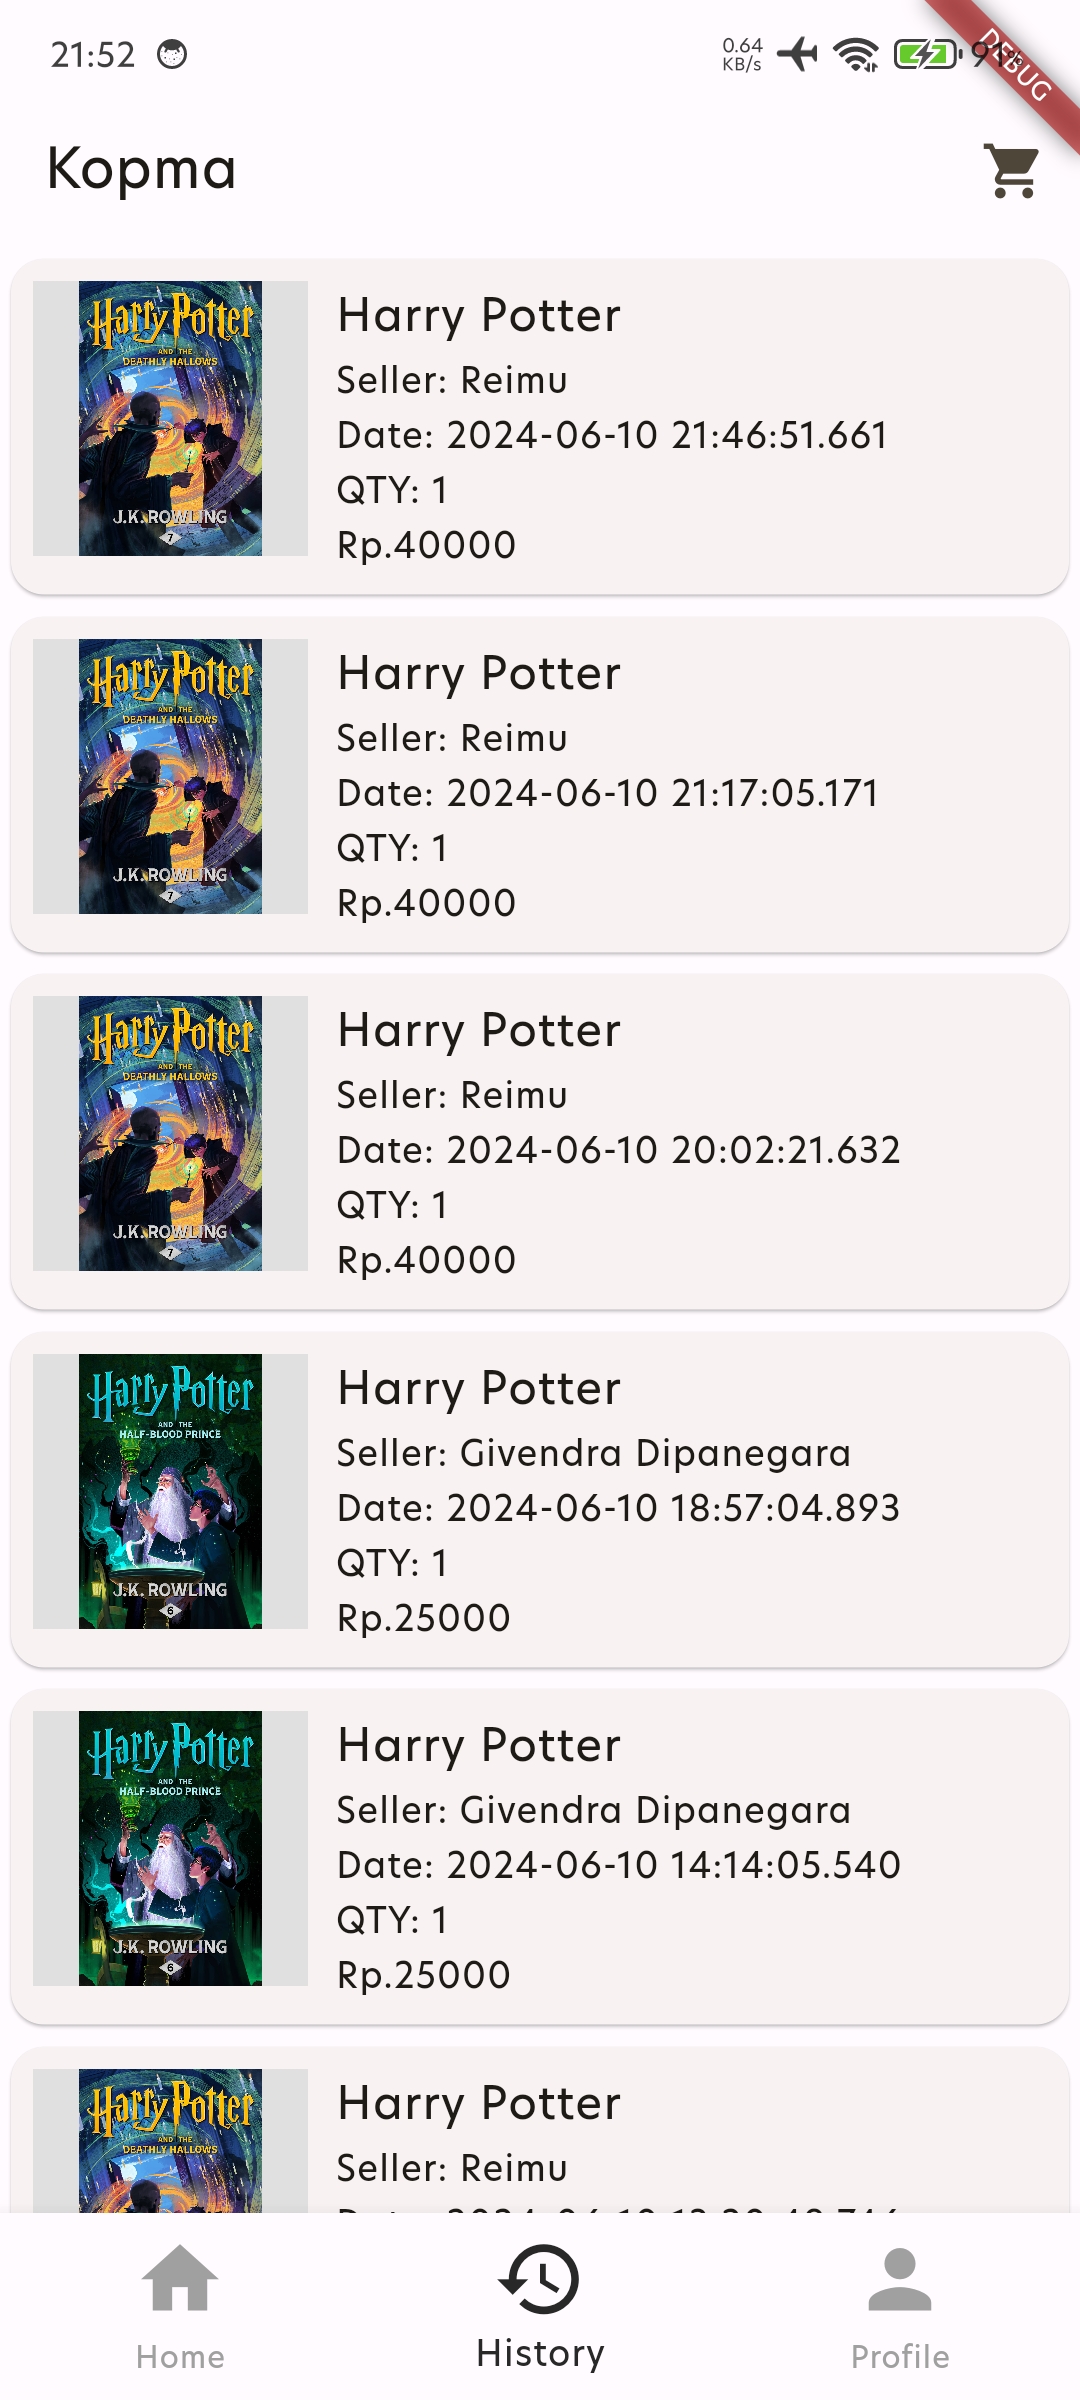 21:52
0.64
KB/s
DEBUG
Kopma
Harry Potter
AND THE
DEATHLY HALLOWS
J.K. ROWLING
7
Harry Potter
Seller: Reimu
Date: 2024-06-10 21:46:51.661
QTY: 1
Rp.40000
Harry Potter
AND THE
DEATHLY HALLOWS
J.K. ROWLING
7
Harry Potter
Seller: Reimu
Date: 2024-06-10 21:17:05.171
QTY: 1
Rp.40000
Harry Potter
AND THE
DEATHLY HALLOWS
J.K. ROWLING
7
Harry Potter
Seller: Reimu
Date: 2024-06-10 20:02:21.632
QTY: 1
Rp.40000
Harry Potter
AND THE
HALF-BLOOD PRINCE
J.K. ROWLING
6
Harry Potter
Seller: Givendra Dipanegara
Date: 2024-06-10 18:57:04.893
QTY: 1
Rp.25000
Harry Potter
AND THE
HALF-BLOOD PRINCE
J.K. ROWLING
6
Harry Potter
Seller: Givendra Dipanegara
Date: 2024-06-10 14:14:05.540
QTY: 1
Rp.25000
Harry Potter
AND THE
DEATHLY HALLOWS
Harry Potter
Seller: Reimu
Home
History
Profile